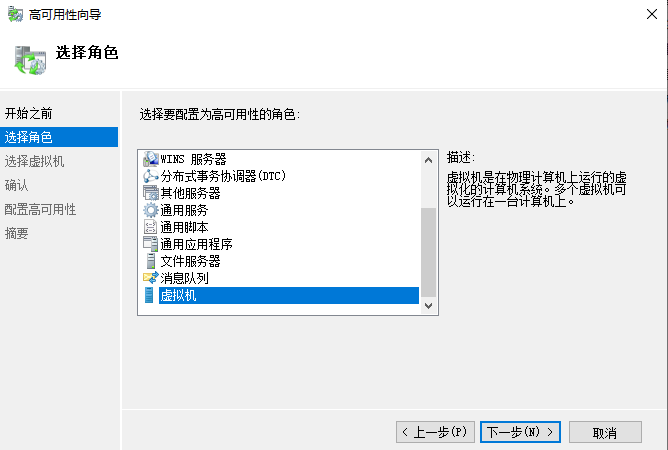 高可用性向导
选择角色
开始之前
选择角色
选择虚拟机
确认
配置高可用性
摘要
选择要配置为高可用性的角色:
WINS 服务器
分布式事务协调器(DTC)
其他服务器
通用服务
通用脚本
通用应用程序
文件服务器
消息队列
虚拟机
描述:
虚拟机是在物理计算机上运行的虚
拟化的计算机系统。多个虚拟机可
以运行在一台计算机上。
< 上一步(P)
下一步(N) >
取消